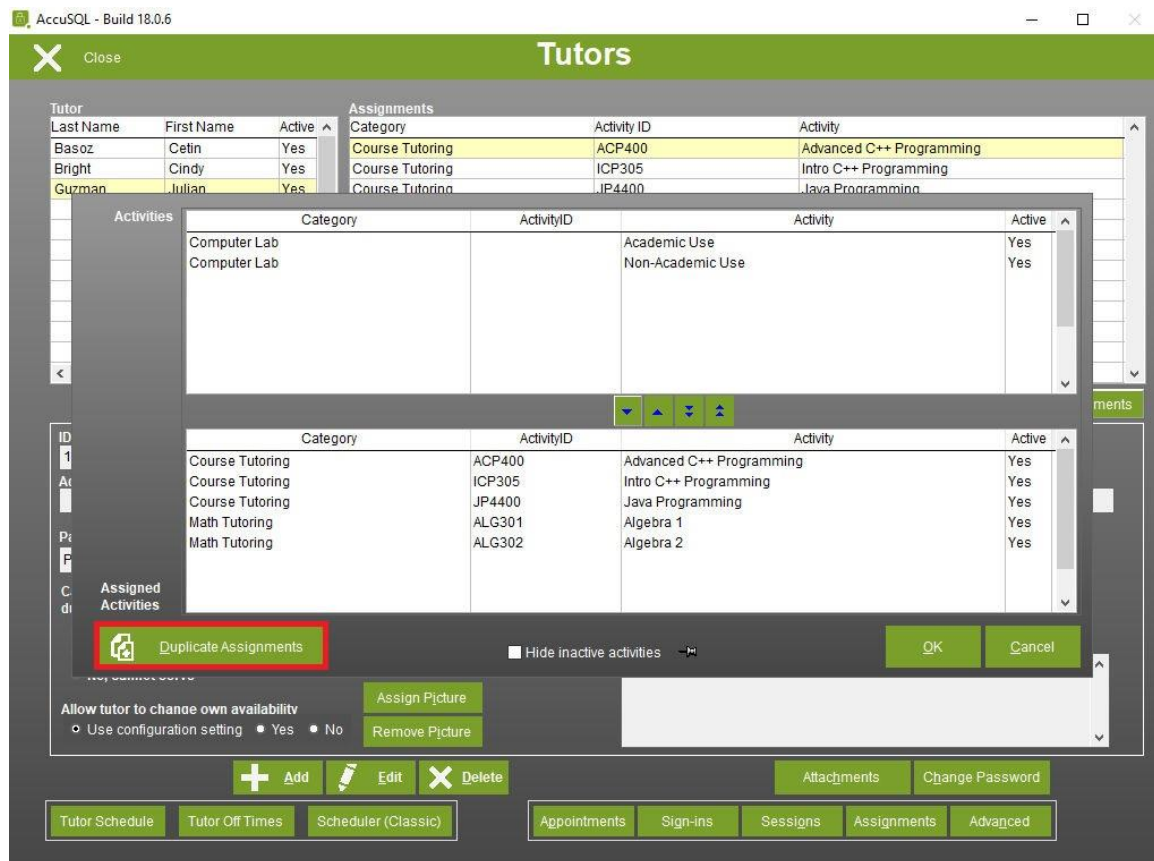 AccuSQL - Build 18.0.6
Close
Tutors
Tutor
Assignments
Last Name First Name Active Category Activity ID Activity
Basoz Cetin Yes Course Tutoring ACP400 Advanced C++ Programming
Bright Cindy Yes Course Tutoring ICP305 Intro C++ Programming
Guzman Julian Yes Course Tutoring JP4400 Java Programming
Activities
Category ActivityID Activity Active
Computer Lab Academic Use Yes
Computer Lab Non-Academic Use Yes
ments
Category ActivityID Activity Active
Course Tutoring ACP400 Advanced C++ Programming Yes
Course Tutoring ICP305 Intro C++ Programming Yes
Course Tutoring JP4400 Java Programming Yes
Math Tutoring ALG301 Algebra 1 Yes
Math Tutoring ALG302 Algebra 2 Yes
ID
1
Assigned
Activities
Duplicate Assignments
Hide inactive activities
OK
Cancel
Allow tutor to change own availability
Use configuration setting Yes No
Assign Picture
Remove Picture
Add Edit Delete
Attachments Change Password
Tutor Schedule Tutor Off Times Scheduler (Classic)
Appointments Sign-ins Sessions Assignments Advanced